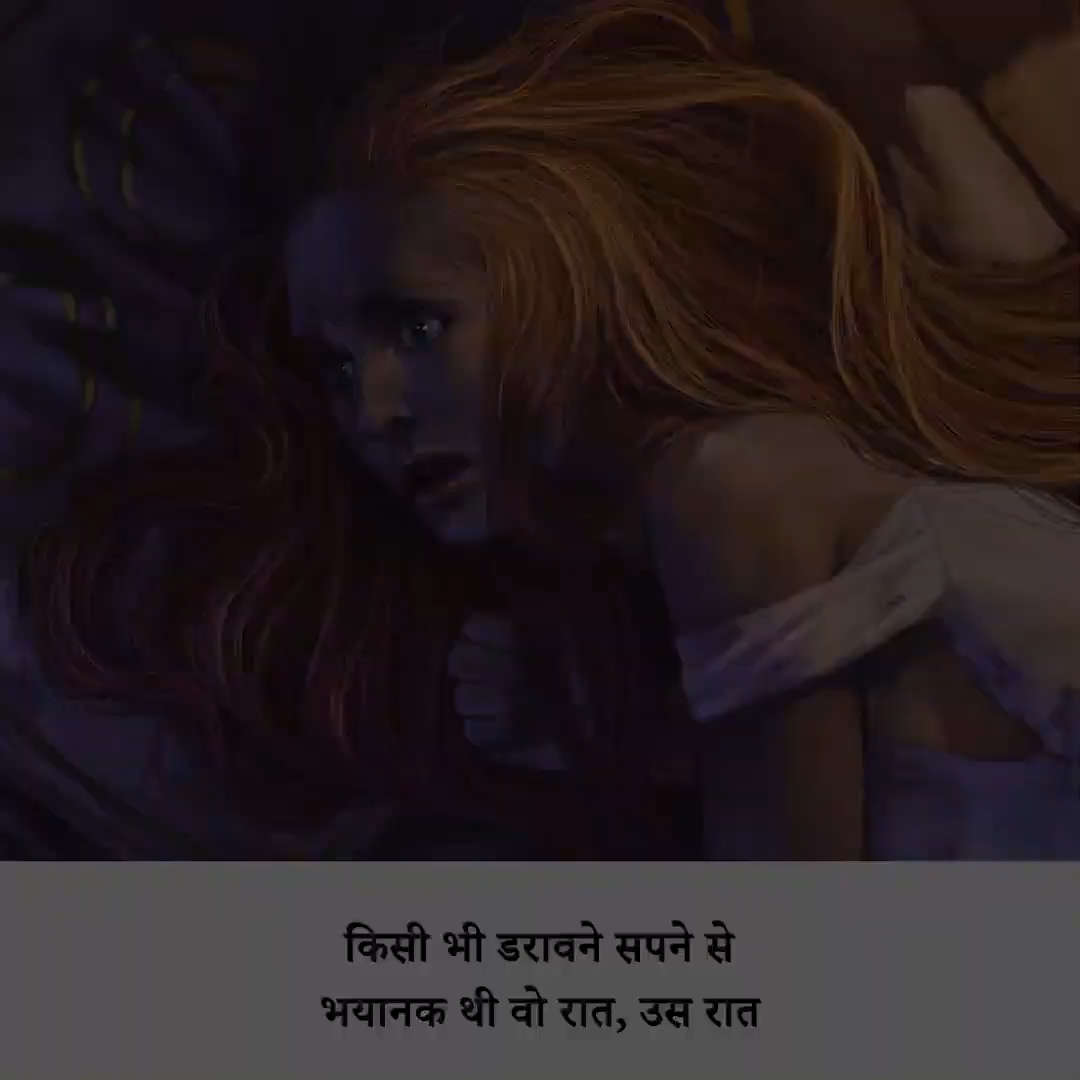 किसी भी डरावने सपने से
भयानक थी वो रात, उस रात